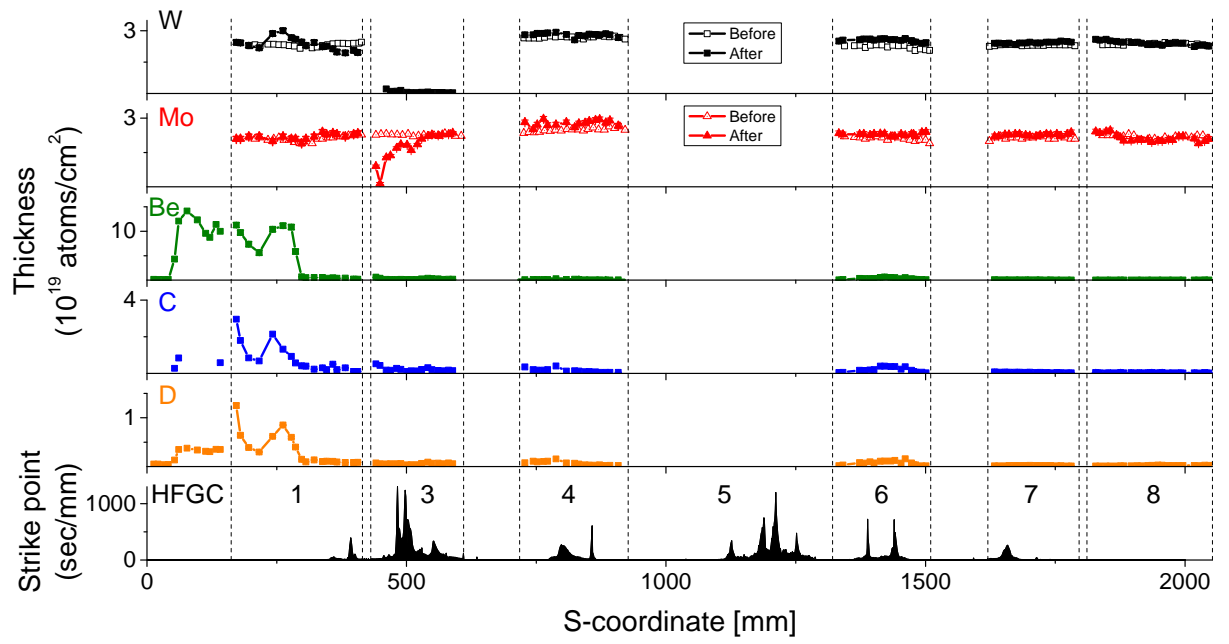 W
3
Before
After
Mo
3
Before
After
Be
10
C
4
D
1
Thickness
(10^19 atoms/cm^2)
Strike point
(sec/mm)
1000
0
HFGC
1
3
4
5
6
7
8
0
500
1000
1500
2000
S-coordinate [mm]